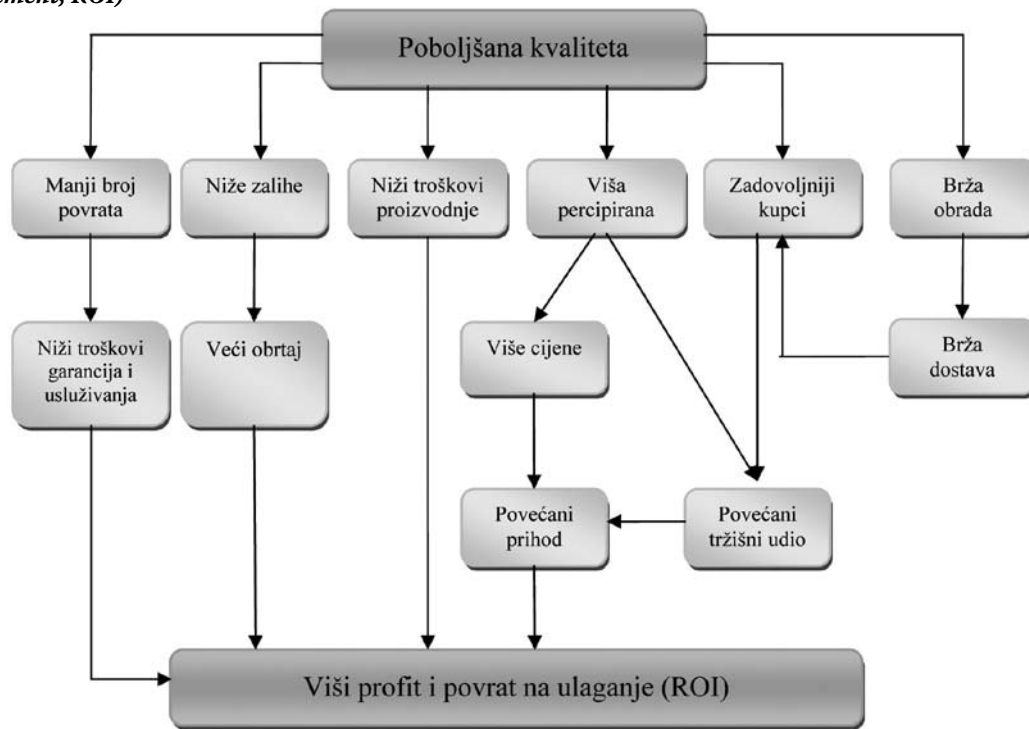 ment, ROI)
Poboljšana kvaliteta
Manji broj
povrata
Niže zalihe
Niži troškovi
proizvodnje
Viša
percipirana
Zadovoljniji
kupci
Brža
obrada
Niži troškovi
garancija i
usluživanja
Veći obrtaj
Više cijene
Brža
dostava
Povećani
prihod
Povećani
tržišni udio
Viši profit i povrat na ulaganje (ROI)